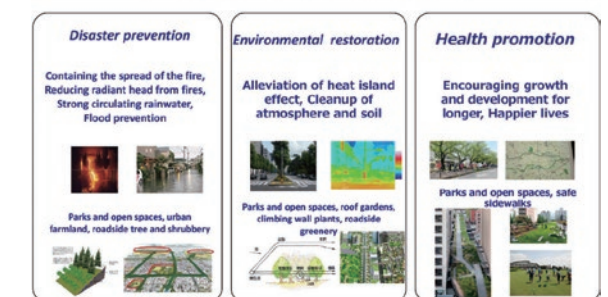 Disaster prevention
Containing the spread of the fire,
Reducing radiant head from fires,
Strong circulating rainwater,
Flood prevention
Parks and open spaces, urban
farmland, roadside tree and shrubbery
Environmental restoration
Alleviation of heat island
effect, Cleanup of
atmosphere and soil
Parks and open spaces, roof gardens,
climbing wall plants, roadside
greenery
Health promotion
Encouraging growth
and development for
longer, Happier lives
Parks and open spaces, safe
sidewalks